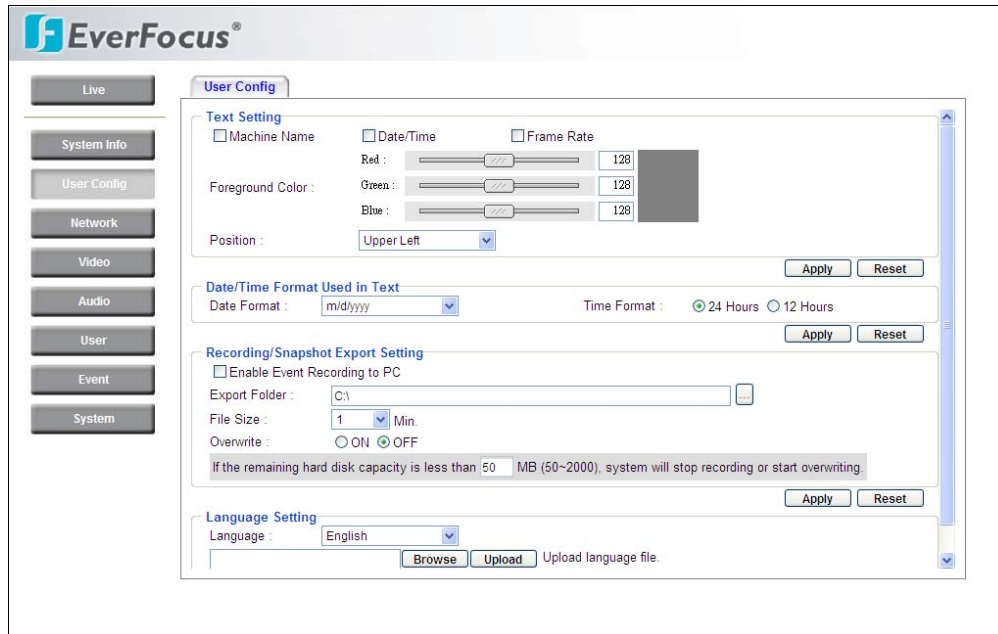 EverFocus®
Live
System Info
User Config
Network
Video
Audio
User
Event
System
User Config
Text Setting
Machine Name Date/Time Frame Rate
Foreground Color :
Red : 128
Green : 128
Blue : 128
Position : Upper Left
Apply Reset
Date/Time Format Used in Text
Date Format : m/d/yyyy Time Format : 24 Hours 12 Hours
Apply Reset
Recording/Snapshot Export Setting
Enable Event Recording to PC
Export Folder : C:\ ...
File Size : 1 Min.
Overwrite : ON OFF
If the remaining hard disk capacity is less than 50 MB (50~2000), system will stop recording or start overwriting.
Apply Reset
Language Setting
Language : English
Browse Upload Upload language file.